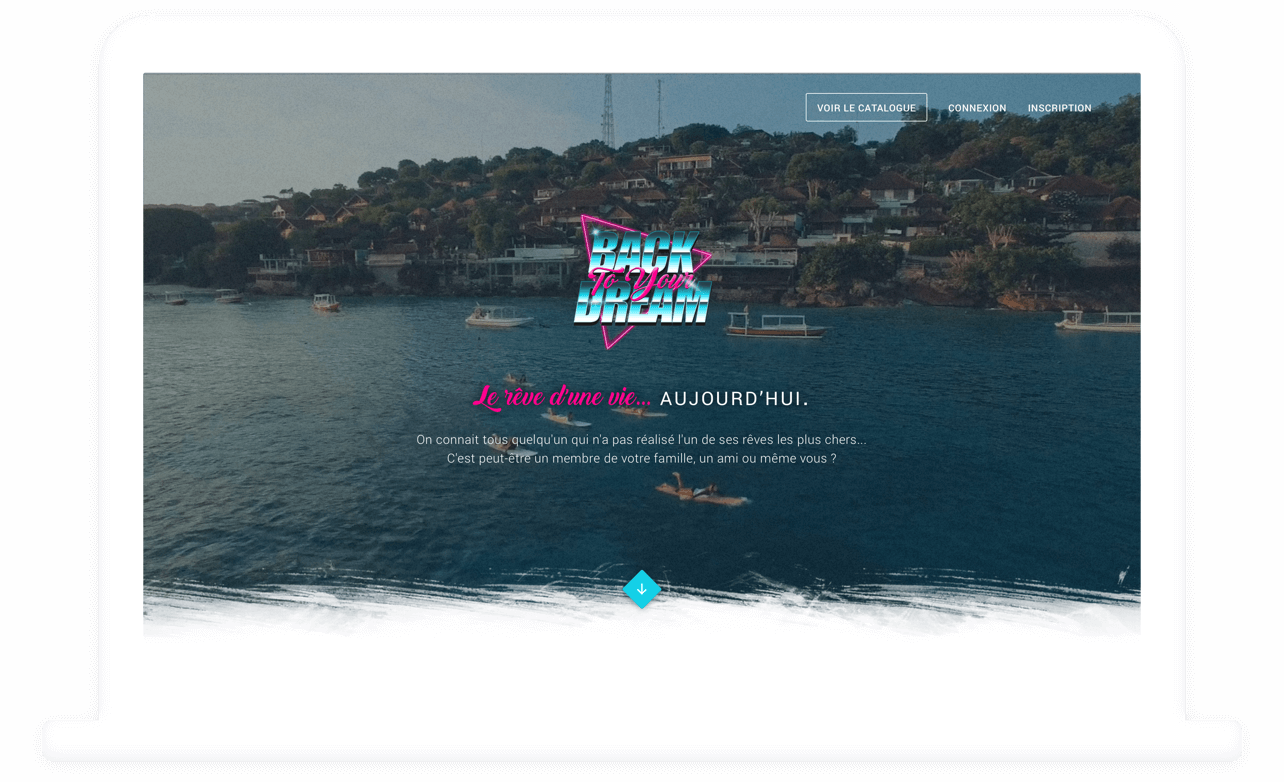 VOIR LE CATALOGUE CONNEXION INSCRIPTION
BACK
To Your
DREAM
Le rêve d'une vie... AUJOURD'HUI.
On connait tous quelqu'un qui n'a pas réalisé l'un de ses rêves les plus chers...
C'est peut-être un membre de votre famille, un ami ou même vous ?